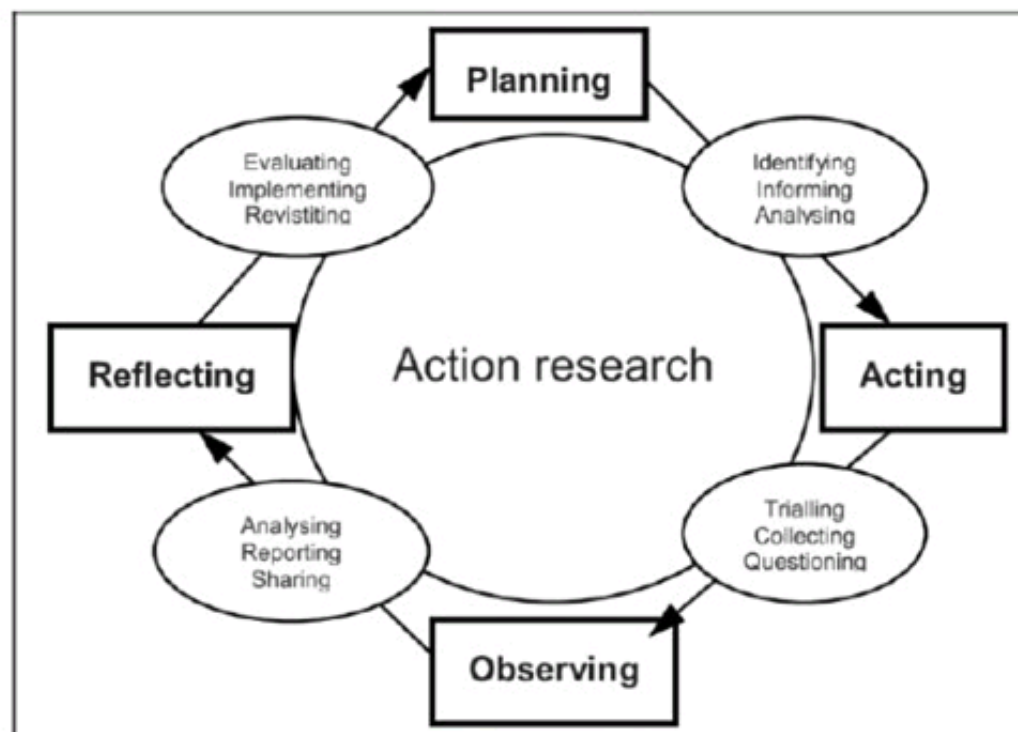 Planning
Evaluating
Implementing
Revistiting
Identifying
Informing
Analysing
Reflecting
Action research
Acting
Analysing
Reporting
Sharing
Trialling
Collecting
Questioning
Observing